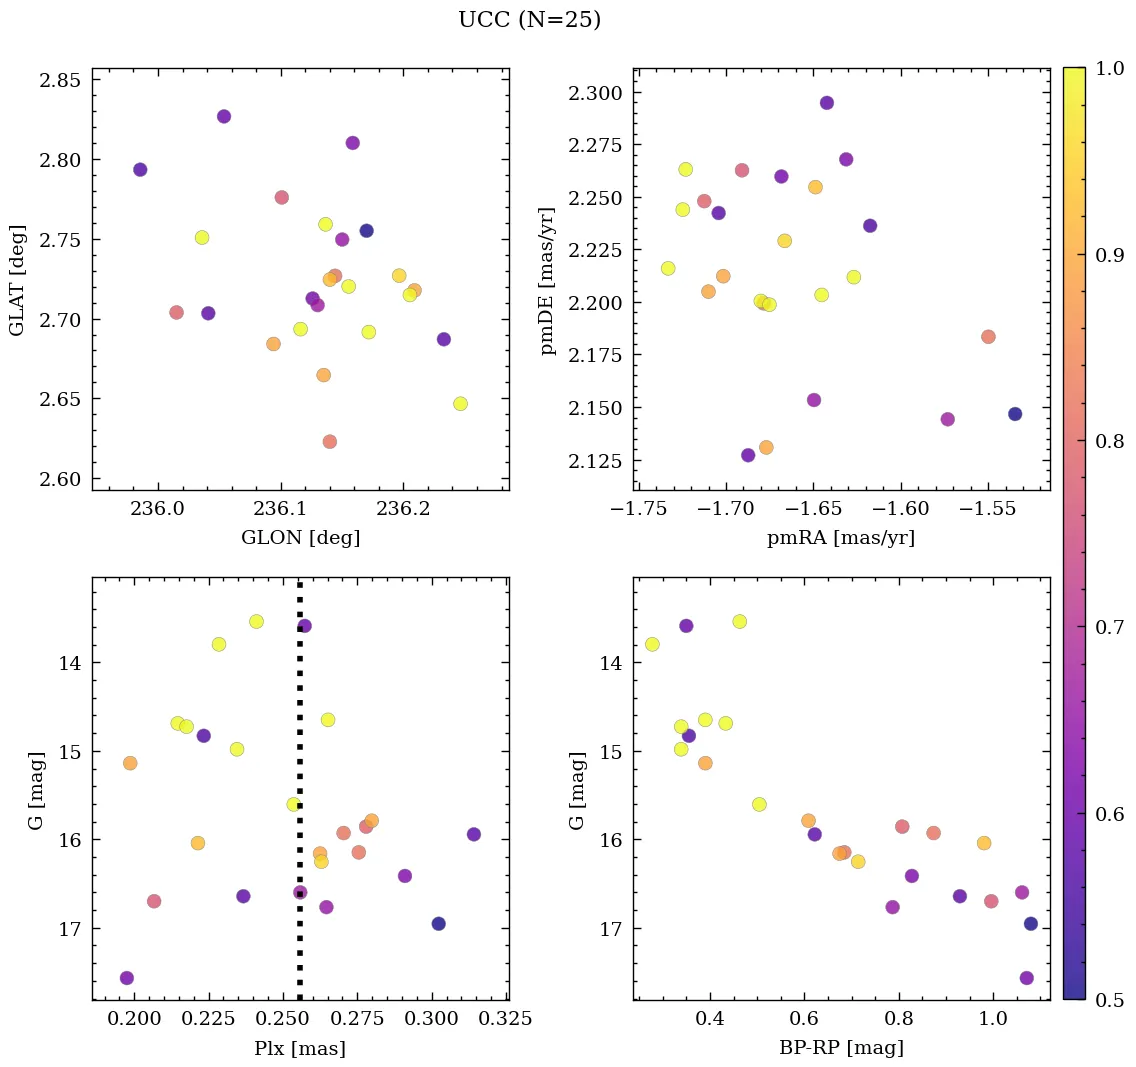 UCC (N=25)
2.85
2.80
2.75
2.70
2.65
2.60
GLAT [deg]
236.0 236.1 236.2
GLON [deg]
2.300
2.275
2.250
2.225
2.200
2.175
2.150
2.125
pmDE [mas/yr]
−1.75 −1.70 −1.65 −1.60 −1.55
pmRA [mas/yr]
14
15
16
17
G [mag]
0.200 0.225 0.250 0.275 0.300 0.325
Plx [mas]
14
15
16
17
G [mag]
0.4 0.6 0.8 1.0
BP-RP [mag]
1.0
0.9
0.8
0.7
0.6
0.5